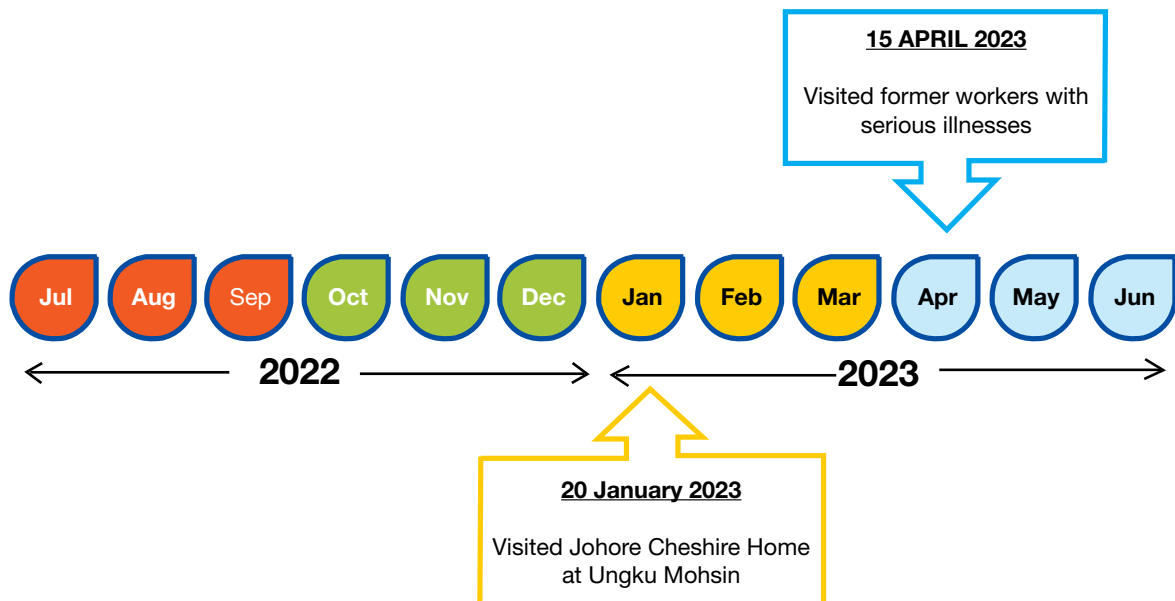 15 APRIL 2023
Visited former workers with
serious illnesses
Jul Aug Sep Oct Nov Dec Jan Feb Mar Apr May Jun
2022 2023
20 January 2023
Visited Johore Cheshire Home
at Ungku Mohsin